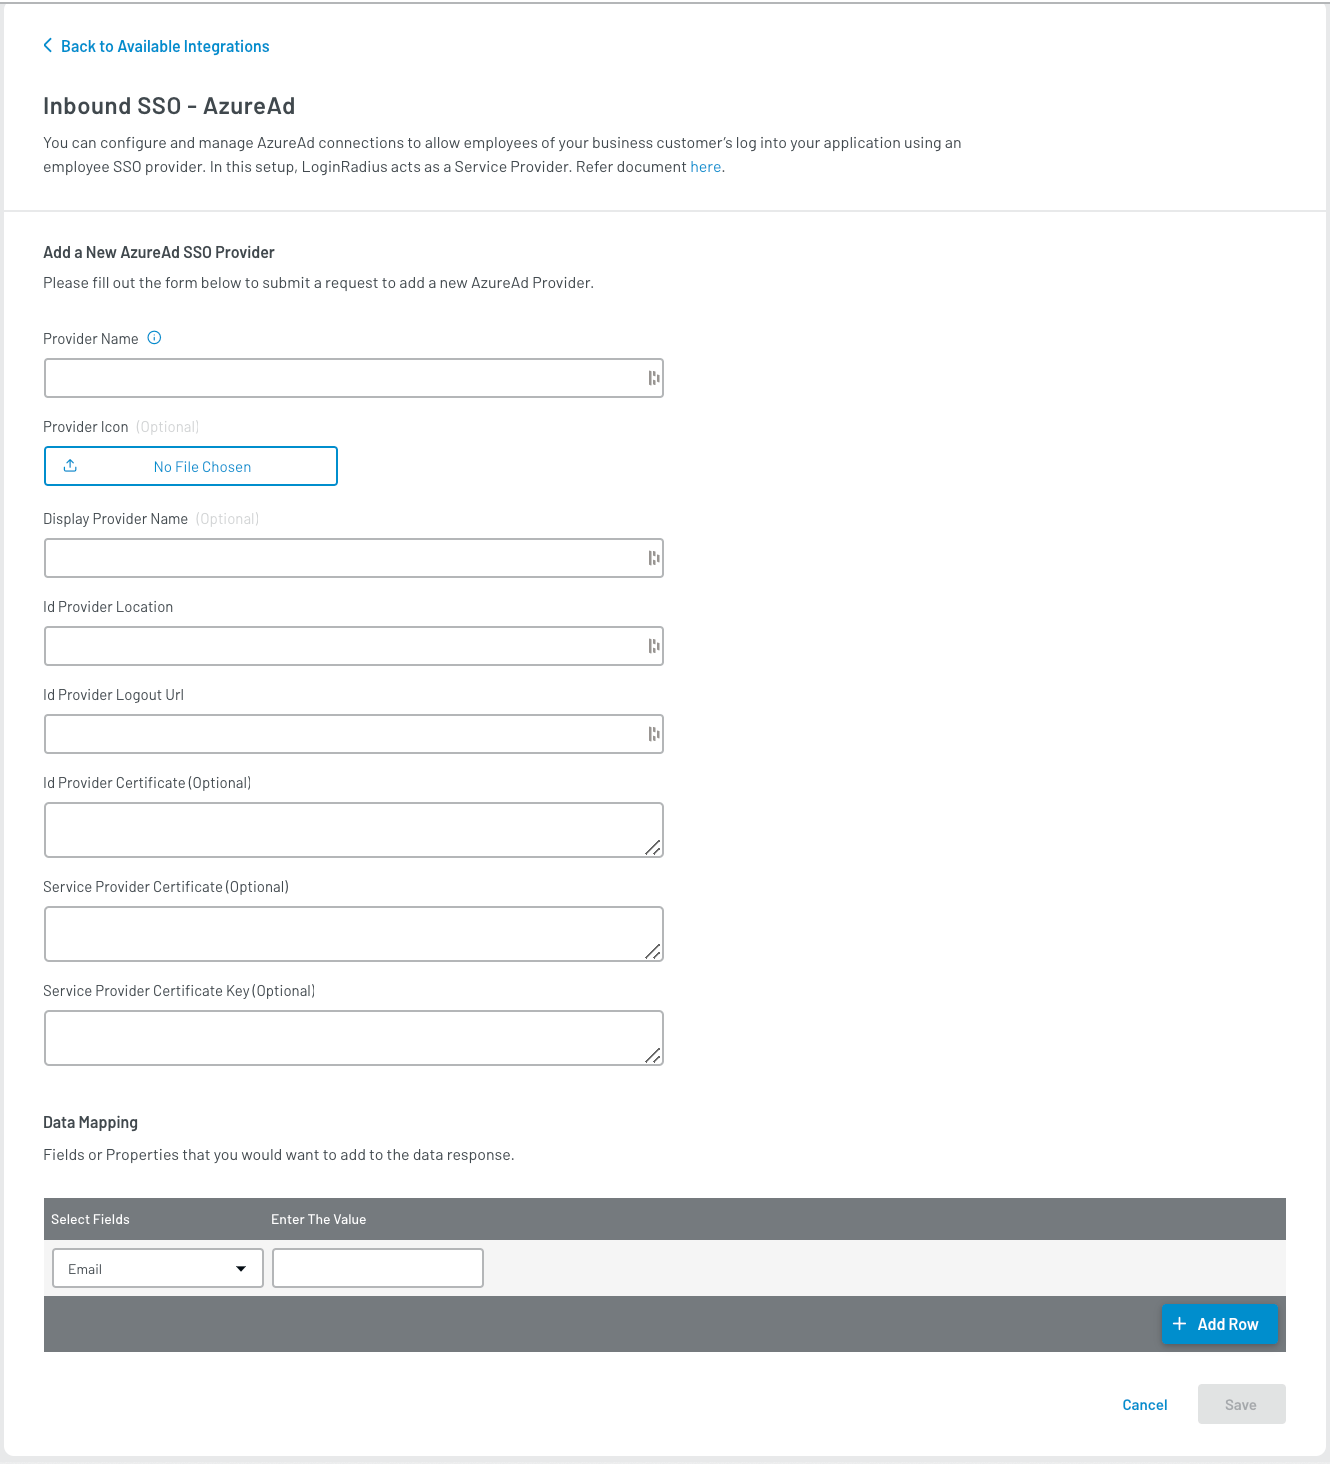 Back to Available Integrations
Inbound SSO - AzureAd
You can configure and manage AzureAd connections to allow employees of your business customer's log into your application using an
employee SSO provider. In this setup, LoginRadius acts as a Service Provider. Refer document here.
Add a New AzureAd SSO Provider
Please fill out the form below to submit a request to add a new AzureAd Provider.
Provider Name
Provider Icon (Optional)
No File Chosen
Display Provider Name (Optional)
Id Provider Location
Id Provider Logout Url
Id Provider Certificate (Optional)
Service Provider Certificate (Optional)
Service Provider Certificate Key (Optional)
Data Mapping
Fields or Properties that you would want to add to the data response.
Select Fields Enter The Value
Email
+ Add Row
Cancel Save